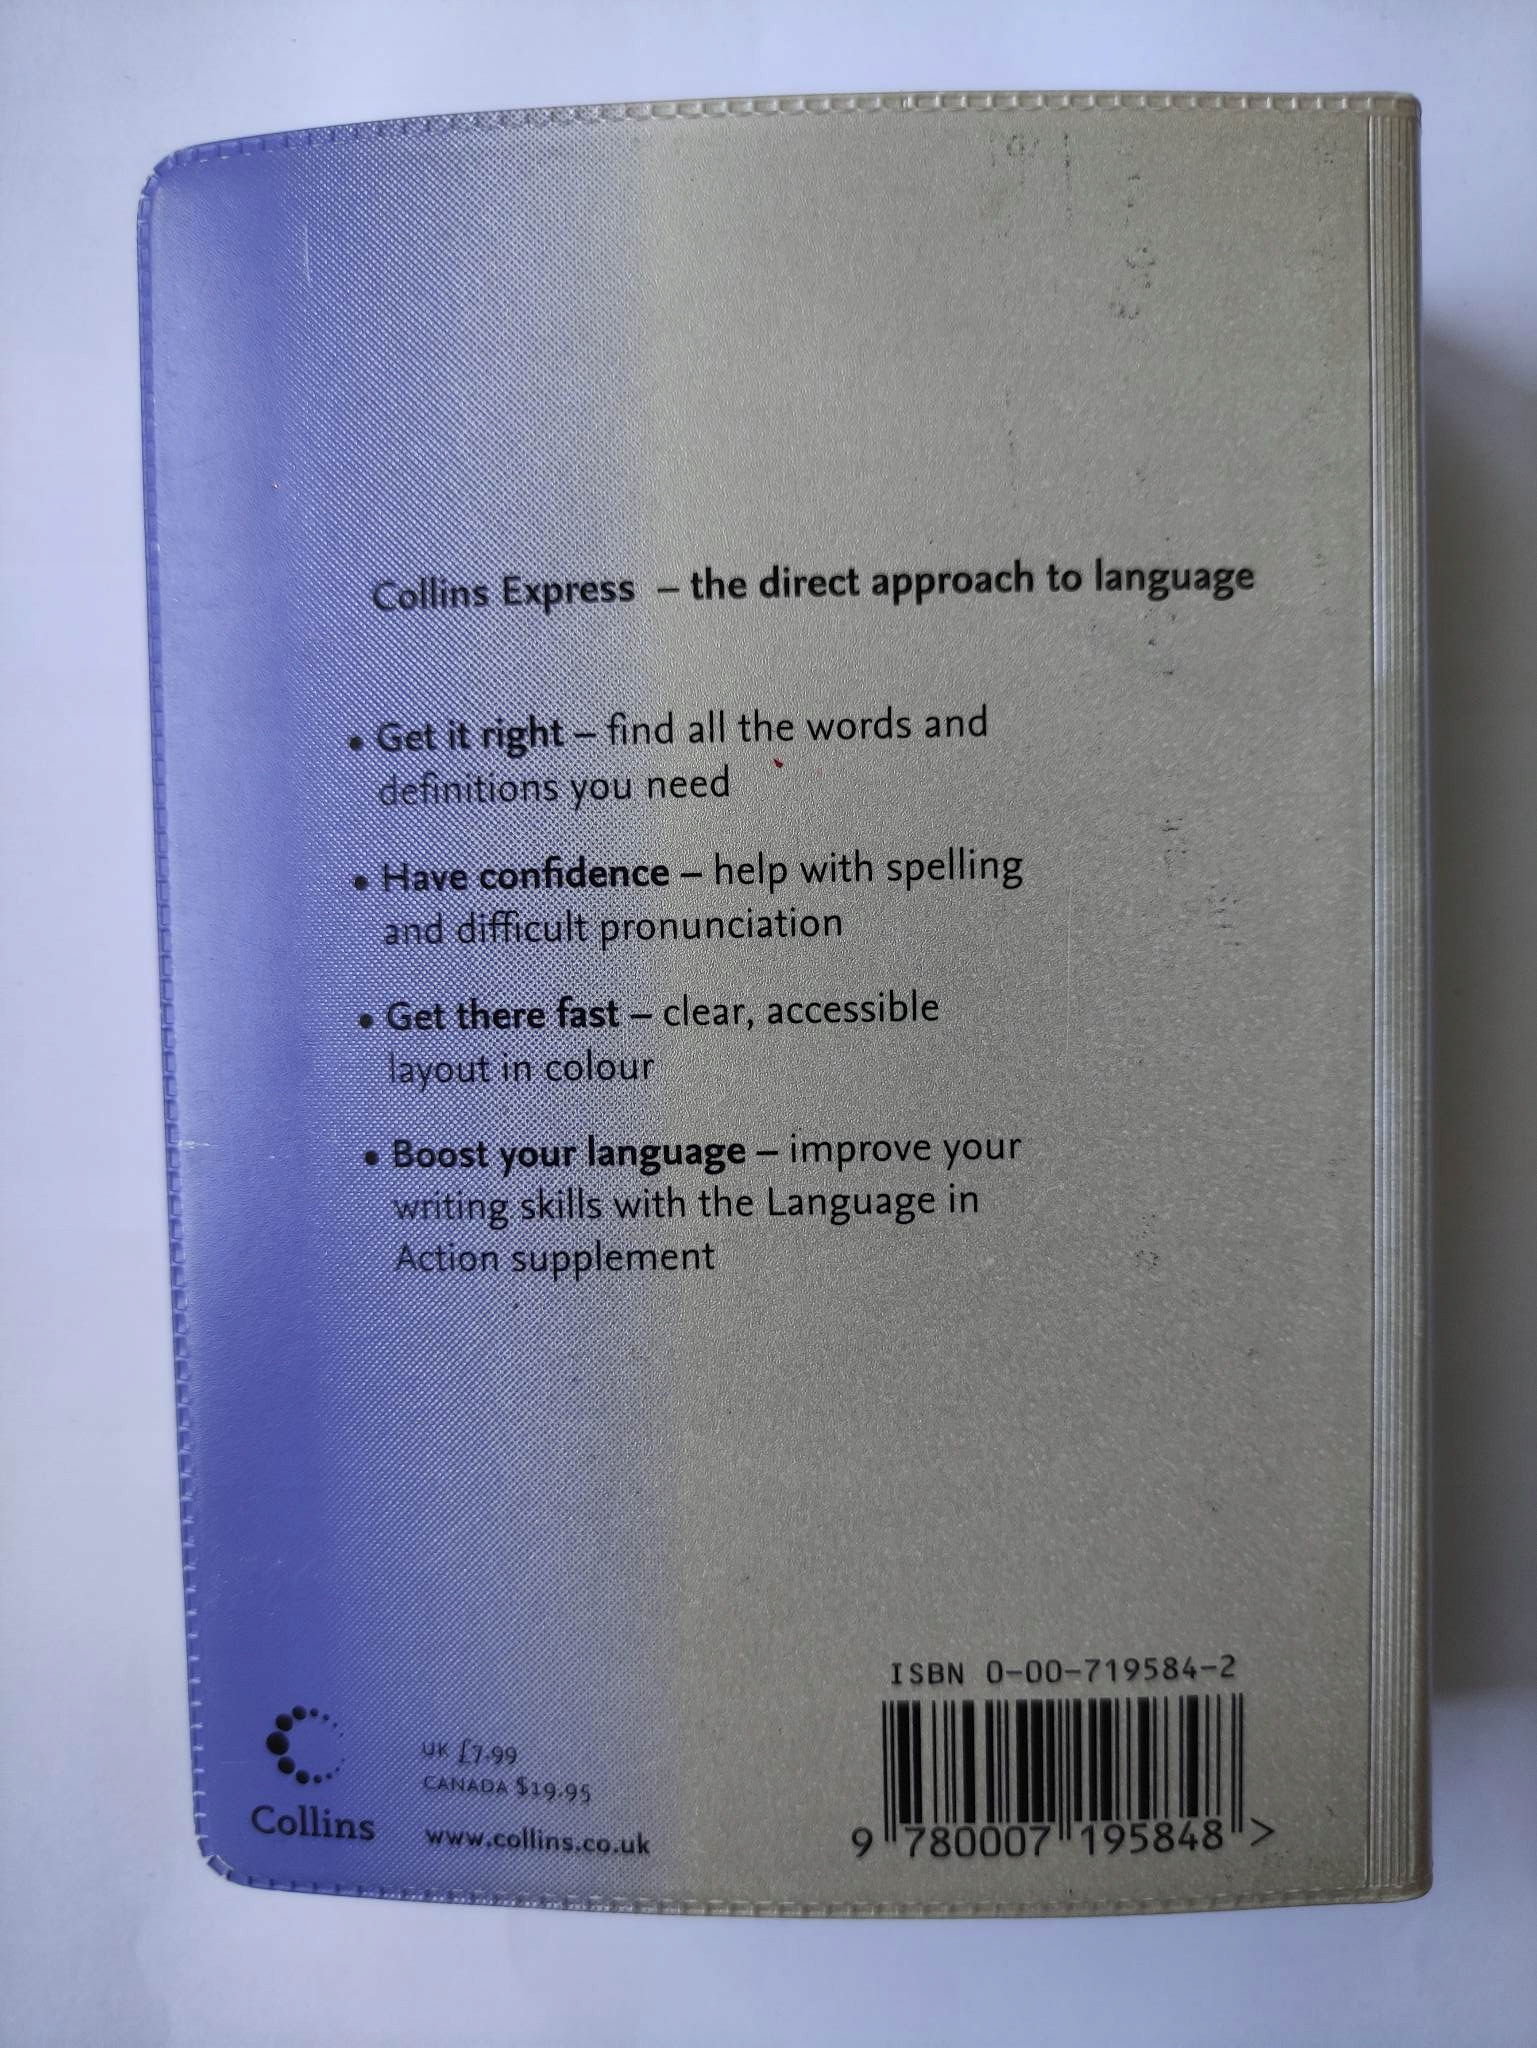 Collins Express – the direct approach to language
• Get it right – find all the words and
definitions you need
• Have confidence – help with spelling
and difficult pronunciation
• Get there fast – clear, accessible
layout in colour
• Boost your language – improve your
writing skills with the Language in
Action supplement
ISBN 0-00-719584-2
9 780007 195848 >
UK £7.99
CANADA $19.95
www.collins.co.uk
Collins